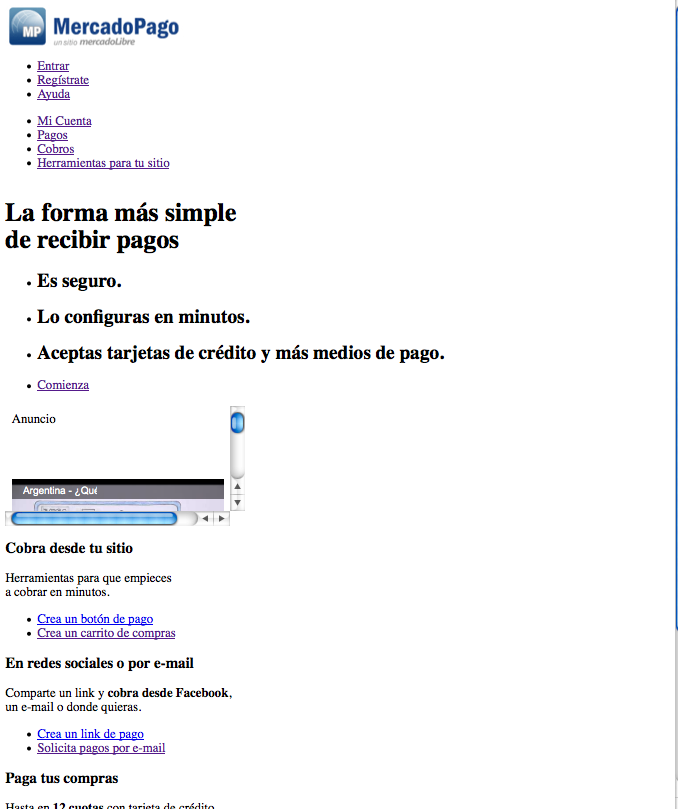 MP MercadoPago
un sitio mercadoLibre
Entrar
Regístrate
Ayuda
Mi Cuenta
Pagos
Cobros
Herramientas para tu sitio
La forma más simple
de recibir pagos
Es seguro.
Lo configuras en minutos.
Aceptas tarjetas de crédito y más medios de pago.
Comienza
Anuncio
Argentina - ¿Qué
Cobra desde tu sitio
Herramientas para que empieces
a cobrar en minutos.
Crea un botón de pago
Crea un carrito de compras
En redes sociales o por e-mail
Comparte un link y cobra desde Facebook,
un e-mail o donde quieras.
Crea un link de pago
Solicita pagos por e-mail
Paga tus compras
Hasta en 12 cuotas con tarjeta de crédito